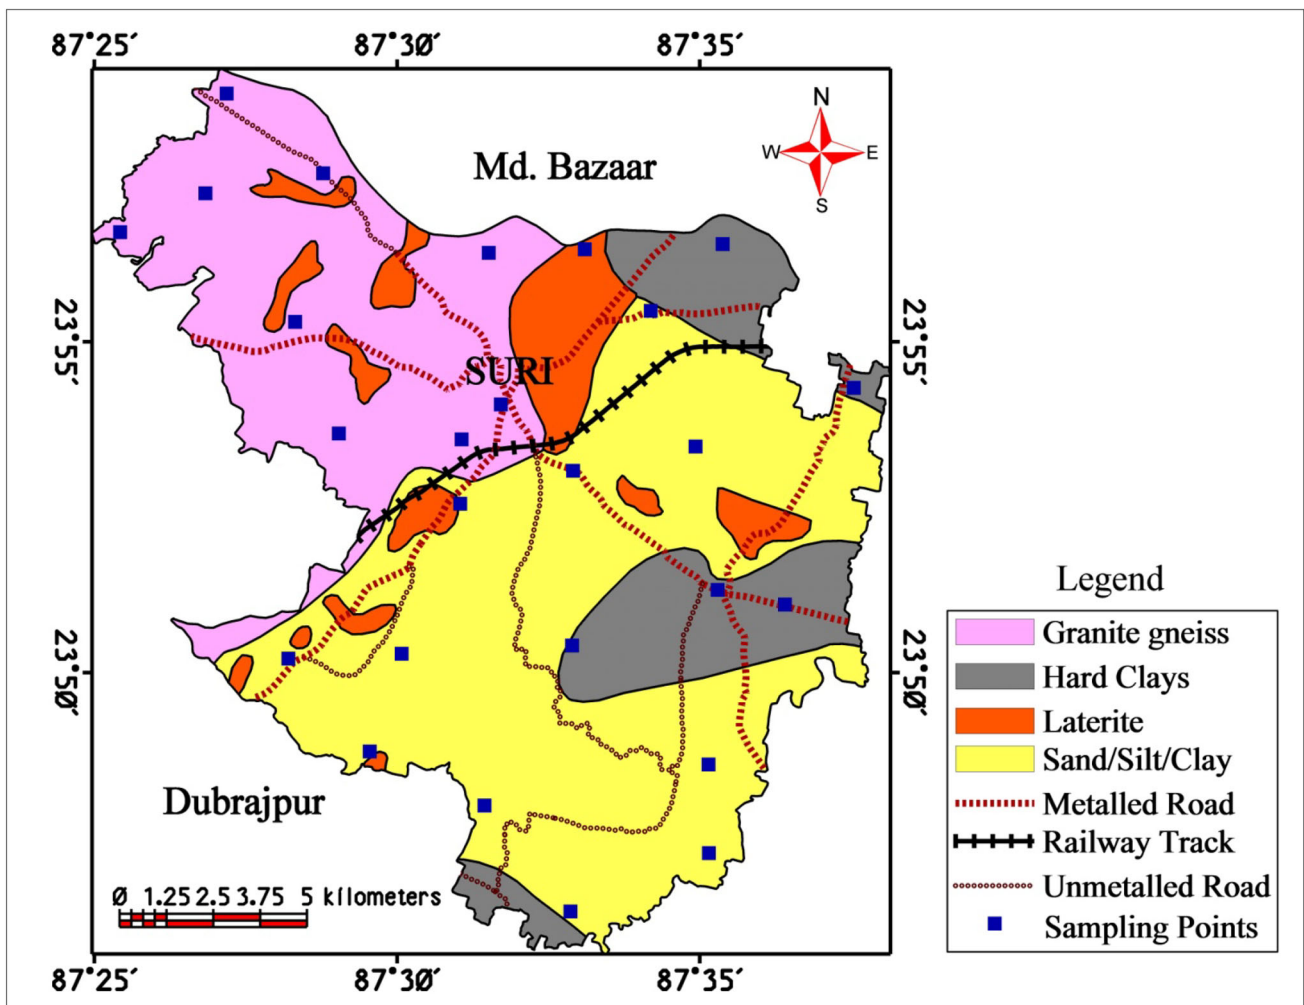 87°25′ 87°30′ 87°35′
N
W E
S
Md. Bazaar
23°55′ 23°55′
SURI
23°50′ 23°50′
Dubrajpur
0 1.25 2.5 3.75 5 kilometers
87°25′ 87°30′ 87°35′
Legend
Granite gneiss
Hard Clays
Laterite
Sand/Silt/Clay
Metalled Road
Railway Track
Unmetalled Road
Sampling Points